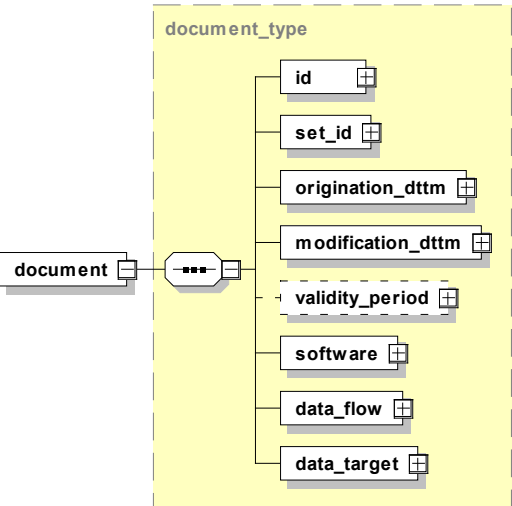 document_type
id
set_id
origination_dttm
modification_dttm
document
validity_period
software
data_flow
data_target